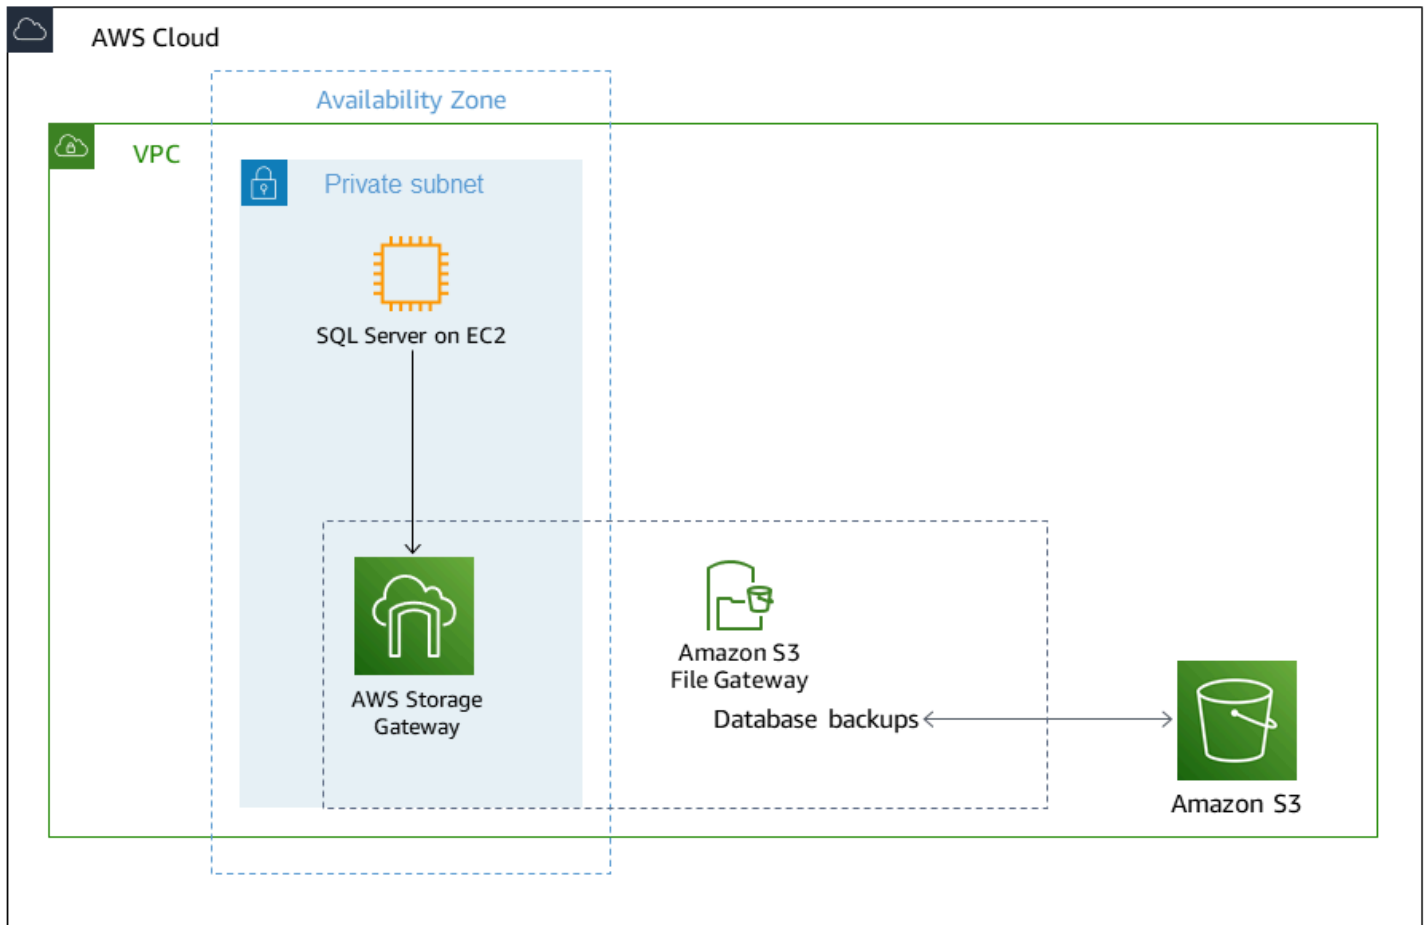 AWS Cloud
Availability Zone
VPC
Private subnet
SQL Server on EC2
AWS Storage
Gateway
Amazon S3
File Gateway
Database backups
Amazon S3